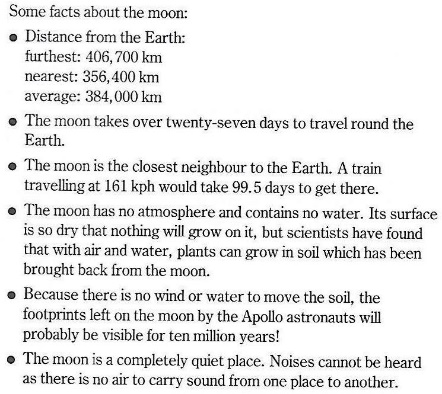 Some facts about the moon:
● Distance from the Earth:
furthest: 406,700 km
nearest: 356,400 km
average: 384,000 km
● The moon takes over twenty-seven days to travel round the
Earth.
● The moon is the closest neighbour to the Earth. A train
travelling at 161 kph would take 99.5 days to get there.
● The moon has no atmosphere and contains no water. Its surface
is so dry that nothing will grow on it, but scientists have found
that with air and water, plants can grow in soil which has been
brought back from the moon.
● Because there is no wind or water to move the soil, the
footprints left on the moon by the Apollo astronauts will
probably be visible for ten million years!
● The moon is a completely quiet place. Noises cannot be heard
as there is no air to carry sound from one place to another.